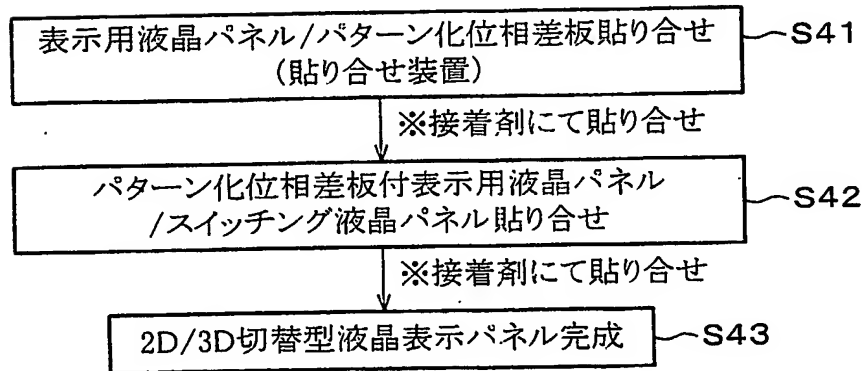 表示用液晶パネル/パターン化位相差板貼り合せ
(貼り合せ装置)
S41
※接着剤にて貼り合せ
パターン化位相差板付表示用液晶パネル
/スイッチング液晶パネル貼り合せ
S42
※接着剤にて貼り合せ
2D/3D切替型液晶表示パネル完成
S43